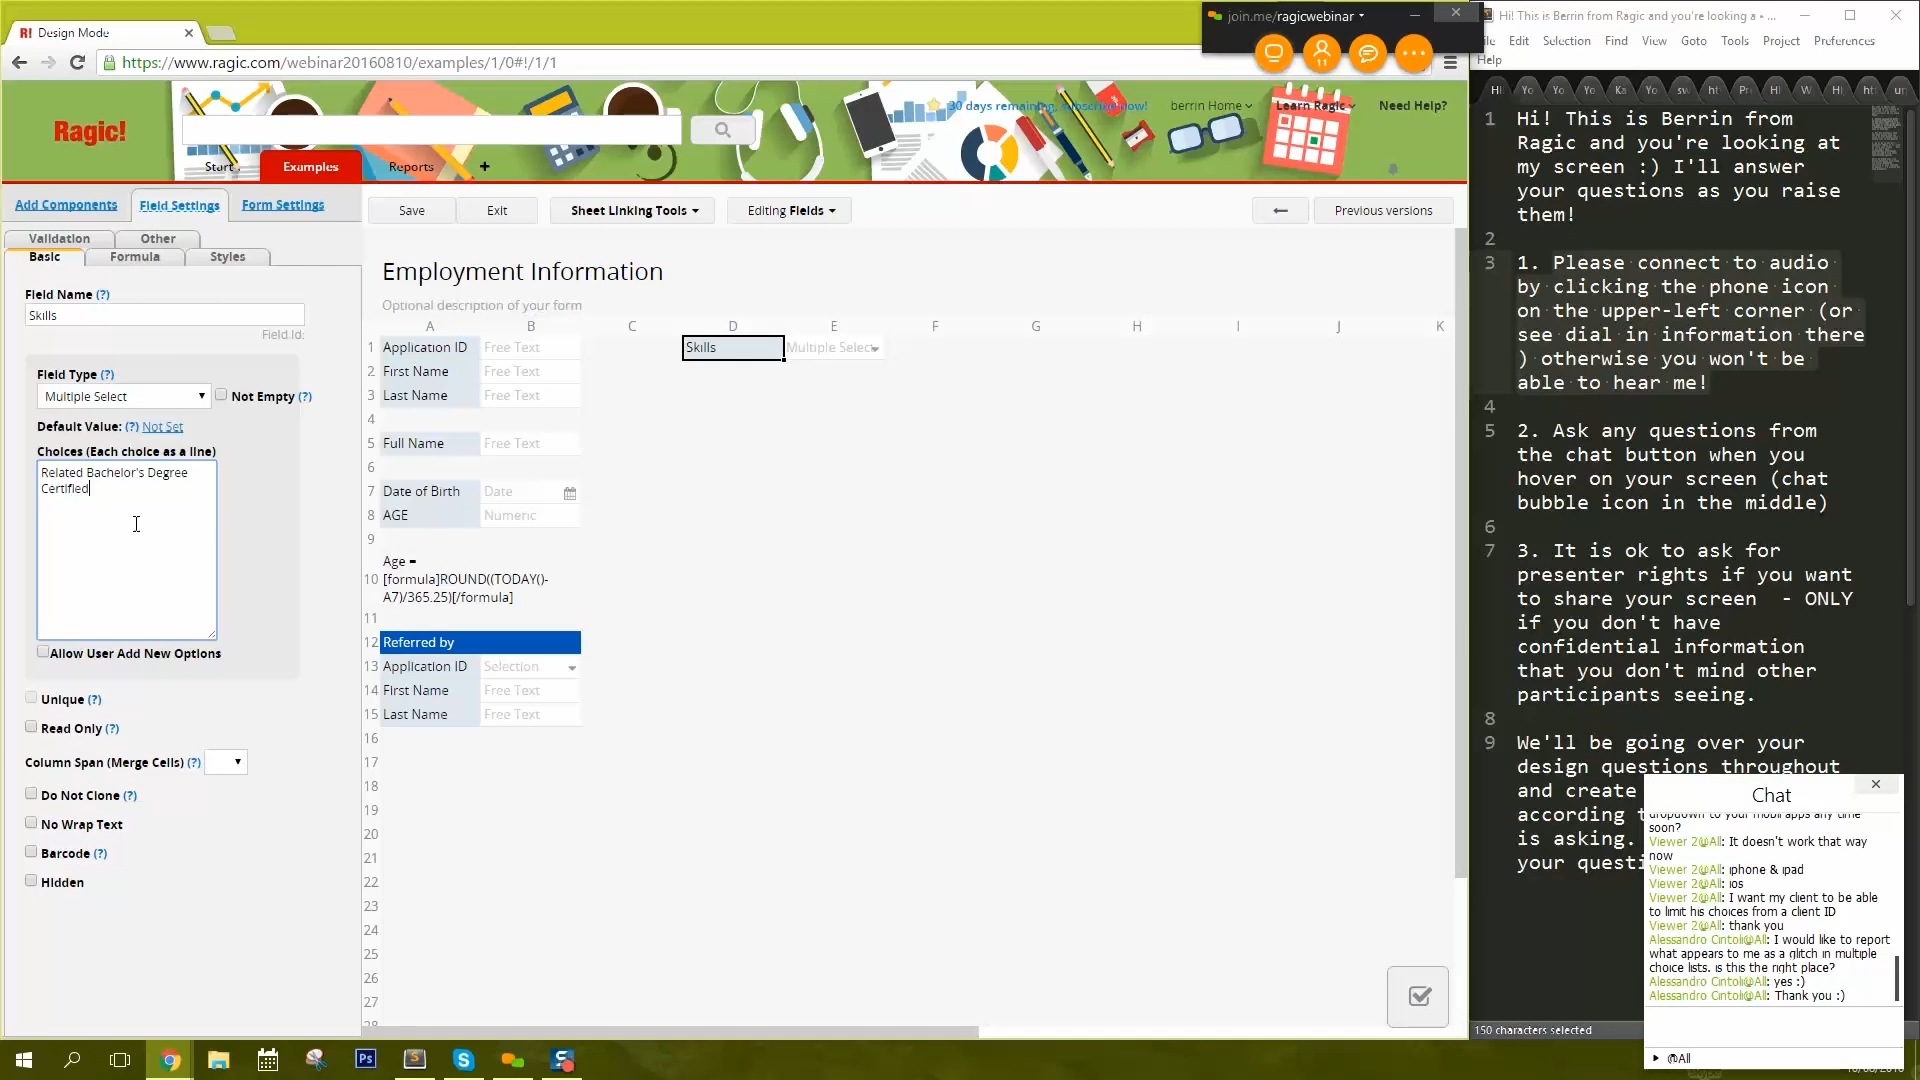 R! Design Mode
https://www.ragic.com/webinar20160810/examples/1/0#!/1/1
join.me/ragicwebinar
11
Ragic!
30 days remaining, subscribe now!
berrin Home
Learn Ragic
Need Help?
Start
Examples
Reports
+
Add Components
Field Settings
Form Settings
Save
Exit
Sheet Linking Tools
Editing Fields
Previous versions
Validation
Other
Basic
Formula
Styles
Field Name (?)
Skills
Field Id:
Field Type (?)
Multiple Select
Not Empty (?)
Default Value: (?) Not Set
Choices (Each choice as a line)
Related Bachelor's Degree
Certified
Allow User Add New Options
Unique (?)
Read Only (?)
Column Span (Merge Cells) (?)
Do Not Clone (?)
No Wrap Text
Barcode (?)
Hidden
Employment Information
Optional description of your form
A B C D E F G H I J K
1 Application ID Free Text Skills Multiple Select
2 First Name Free Text
3 Last Name Free Text
4
5 Full Name Free Text
6
7 Date of Birth Date
8 AGE Numeric
9
Age =
10 [formula]ROUND((TODAY()-
A7)/365.25)[/formula]
11
12 Referred by
13 Application ID Selection
14 First Name Free Text
15 Last Name Free Text
16
17
18
19
20
21
22
23
24
25
26
27
28
Hi! This is Berrin from Ragic and you're looking a • ...
Edit Selection Find View Goto Tools Project Preferences
Help
1 Hi! This is Berrin from
Ragic and you're looking at
my screen :) I'll answer
your questions as you raise
them!
2
3 1. Please connect to audio
by clicking the phone icon
on the upper-left corner (or
see dial in information there
) otherwise you won't be
able to hear me!
4
5 2. Ask any questions from
the chat button when you
hover on your screen (chat
bubble icon in the middle)
6
7 3. It is ok to ask for
presenter rights if you want
to share your screen - ONLY
if you don't have
confidential information
that you don't mind other
participants seeing.
8
9 We'll be going over your
design questions throughout
and create
according
is asking.
your questi
Chat
dropdown to your mobil apps any time
soon?
Viewer 2@All: It doesn't work that way
now
Viewer 2@All: iphone & ipad
Viewer 2@All: ios
Viewer 2@All: I want my client to be able
to limit his choices from a client ID
Viewer 2@All: thank you
Alessandro Cintoli@All: I would like to report
what appears to me as a glitch in multiple
choice lists. is this the right place?
Alessandro Cintoli@All: yes :)
Alessandro Cintoli@All: Thank you :)
@All
150 characters selected
Ps